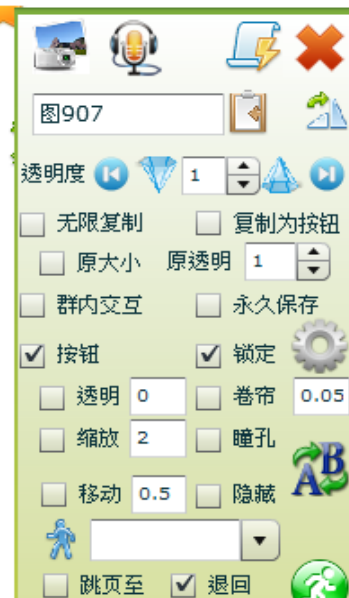 图907
透明度 1
无限复制 复制为按钮
原大小 原透明 1
群内交互 永久保存
按钮 锁定
透明 0 卷帘 0.05
缩放 2 瞳孔
AB
移动 0.5 隐藏
跳页至 退回